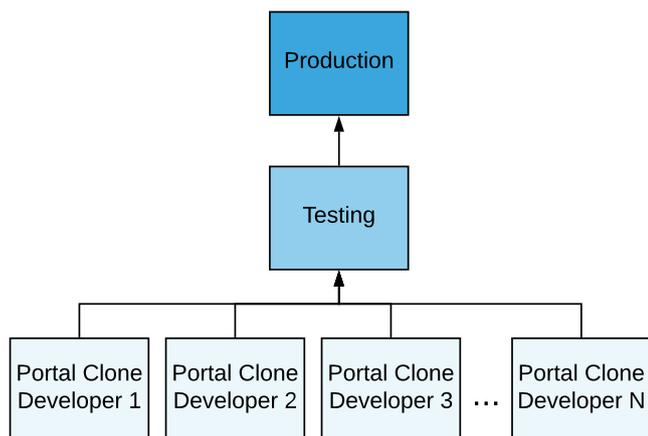 Production
Testing
Portal Clone
Developer 1
Portal Clone
Developer 2
Portal Clone
Developer 3
...
Portal Clone
Developer N